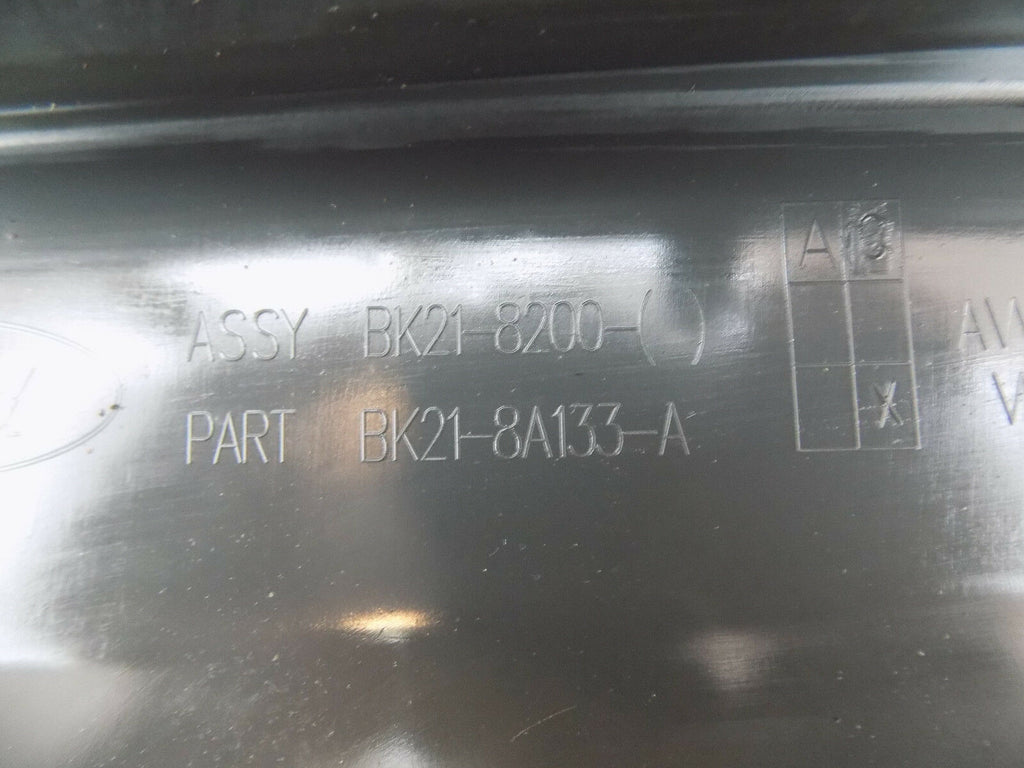 ASSY BK21-8200-( )
PART BK21-8A133-A
A
X